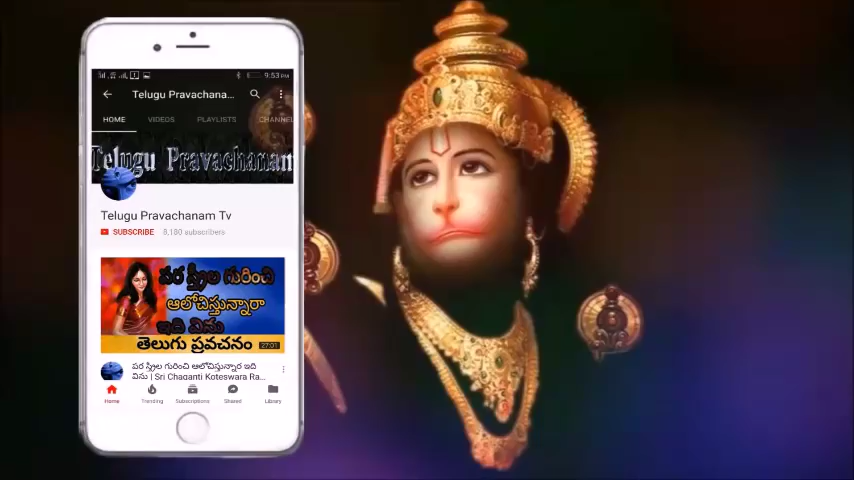 9:53 PM
Telugu Pravachana...
HOME VIDEOS PLAYLISTS CHANNEL
Telugu Pravachanam
Telugu Pravachanam Tv
SUBSCRIBE 8,180 subscribers
పర స్త్రీల గురించి
ఆలోచిస్తున్నారా
ఇది విను
తెలుగు ప్రవచనం 27:01
పర స్త్రీల గురించి ఆలోచిస్తున్నార ఇది
విను | Sri Chaganti Koteswara Ra...
Home Trending Subscriptions Shared Library